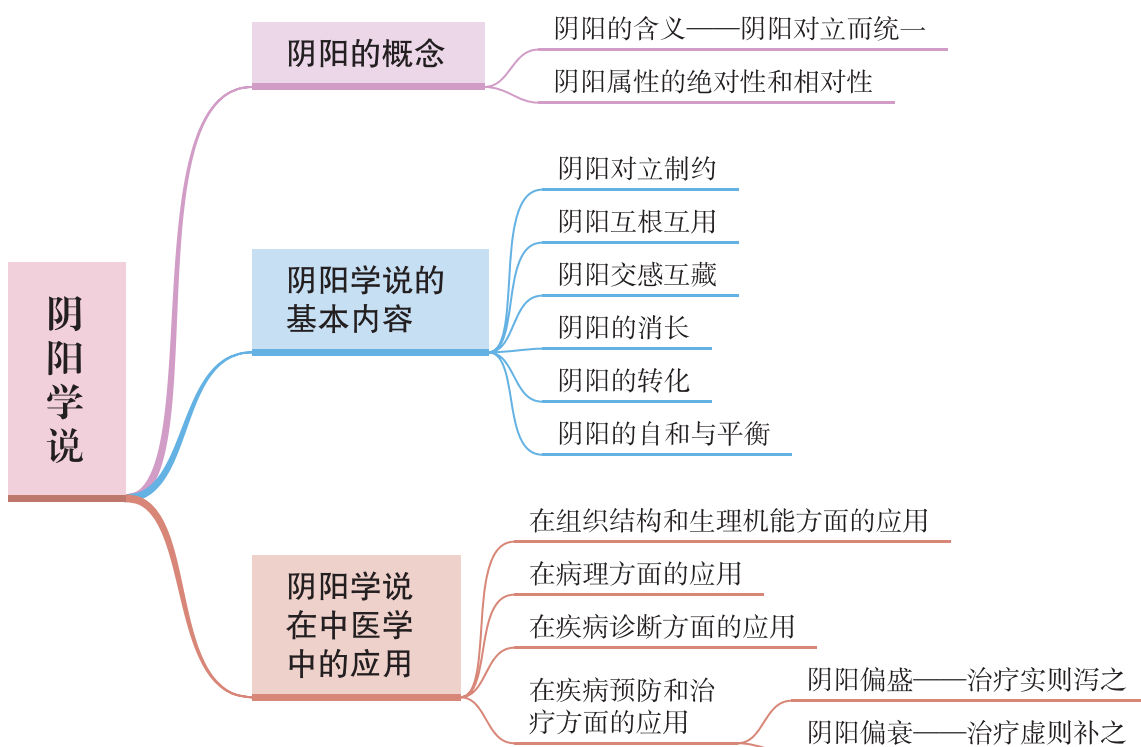 阴阳学说
阴阳的概念
阴阳的含义——阴阳对立而统一
阴阳属性的绝对性和相对性
阴阳学说的
基本内容
阴阳对立制约
阴阳互根互用
阴阳交感互藏
阴阳的消长
阴阳的转化
阴阳的自和与平衡
阴阳学说
在中医学
中的应用
在组织结构和生理机能方面的应用
在病理方面的应用
在疾病诊断方面的应用
在疾病预防和治
疗方面的应用
阴阳偏盛——治疗实则泻之
阴阳偏衰——治疗虚则补之